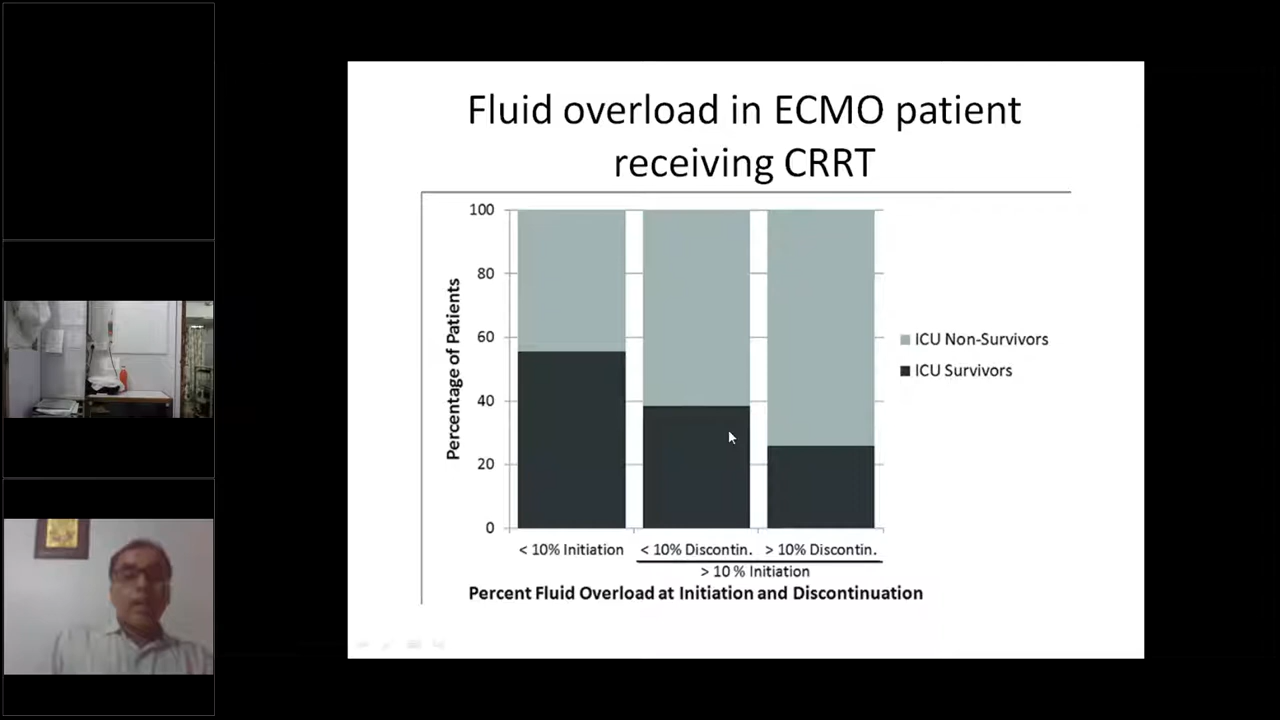 Fluid overload in ECMO patient
receiving CRRT
100
80
60
40
20
0
Percentage of Patients
ICU Non-Survivors
ICU Survivors
< 10% Initiation
< 10% Discontin.
> 10% Discontin.
> 10 % Initiation
Percent Fluid Overload at Initiation and Discontinuation